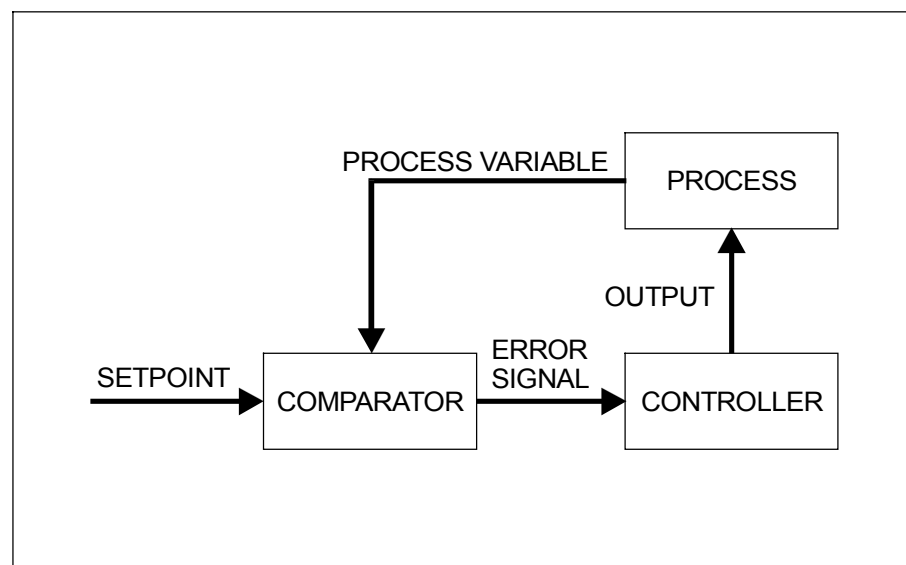 PROCESS VARIABLE
PROCESS
OUTPUT
SETPOINT
COMPARATOR
ERROR
SIGNAL
CONTROLLER